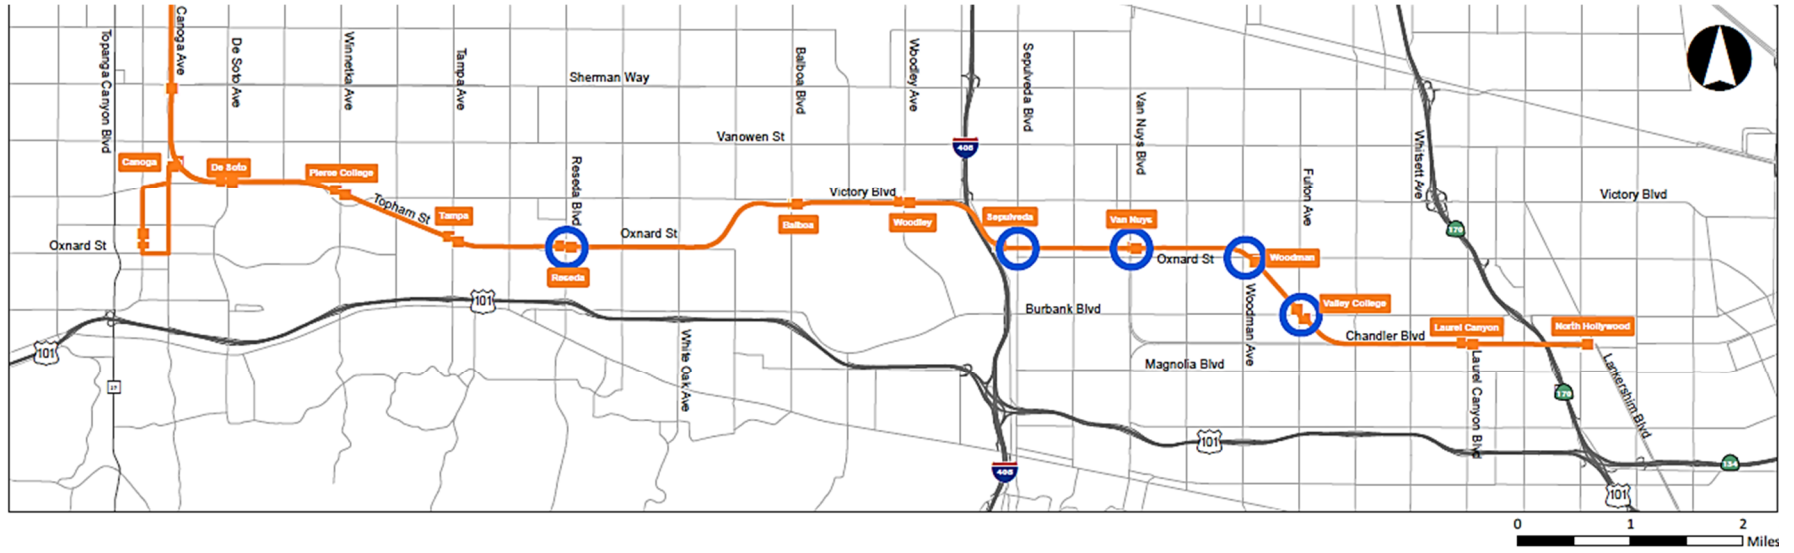 Topanga Canyon Blvd
Canoga Ave
De Soto Ave
Winnetka Ave
Tampa Ave
Sherman Way
Balboa Blvd
Woodley Ave
Sepulveda Blvd
Van Nuys Blvd
Whitsett Ave
Vanowen St
405
Canoga
De Soto
Pierce College
Reseda Blvd
Fulton Ave
Victory Blvd
Victory Blvd
Topham St
Tampa
Balboa
Woodley
Sepulveda
Van Nuys
170
Oxnard St
Oxnard St
Oxnard St
Woodman
Reseda
101
Woodman Ave
Valley College
Burbank Blvd
Chandler Blvd
Laurel Canyon
North Hollywood
101
White Oak Ave
Magnolia Blvd
Laurel Canyon Blvd
Lankershim Blvd
27
170
101
405
134
101
0 1 2
Miles